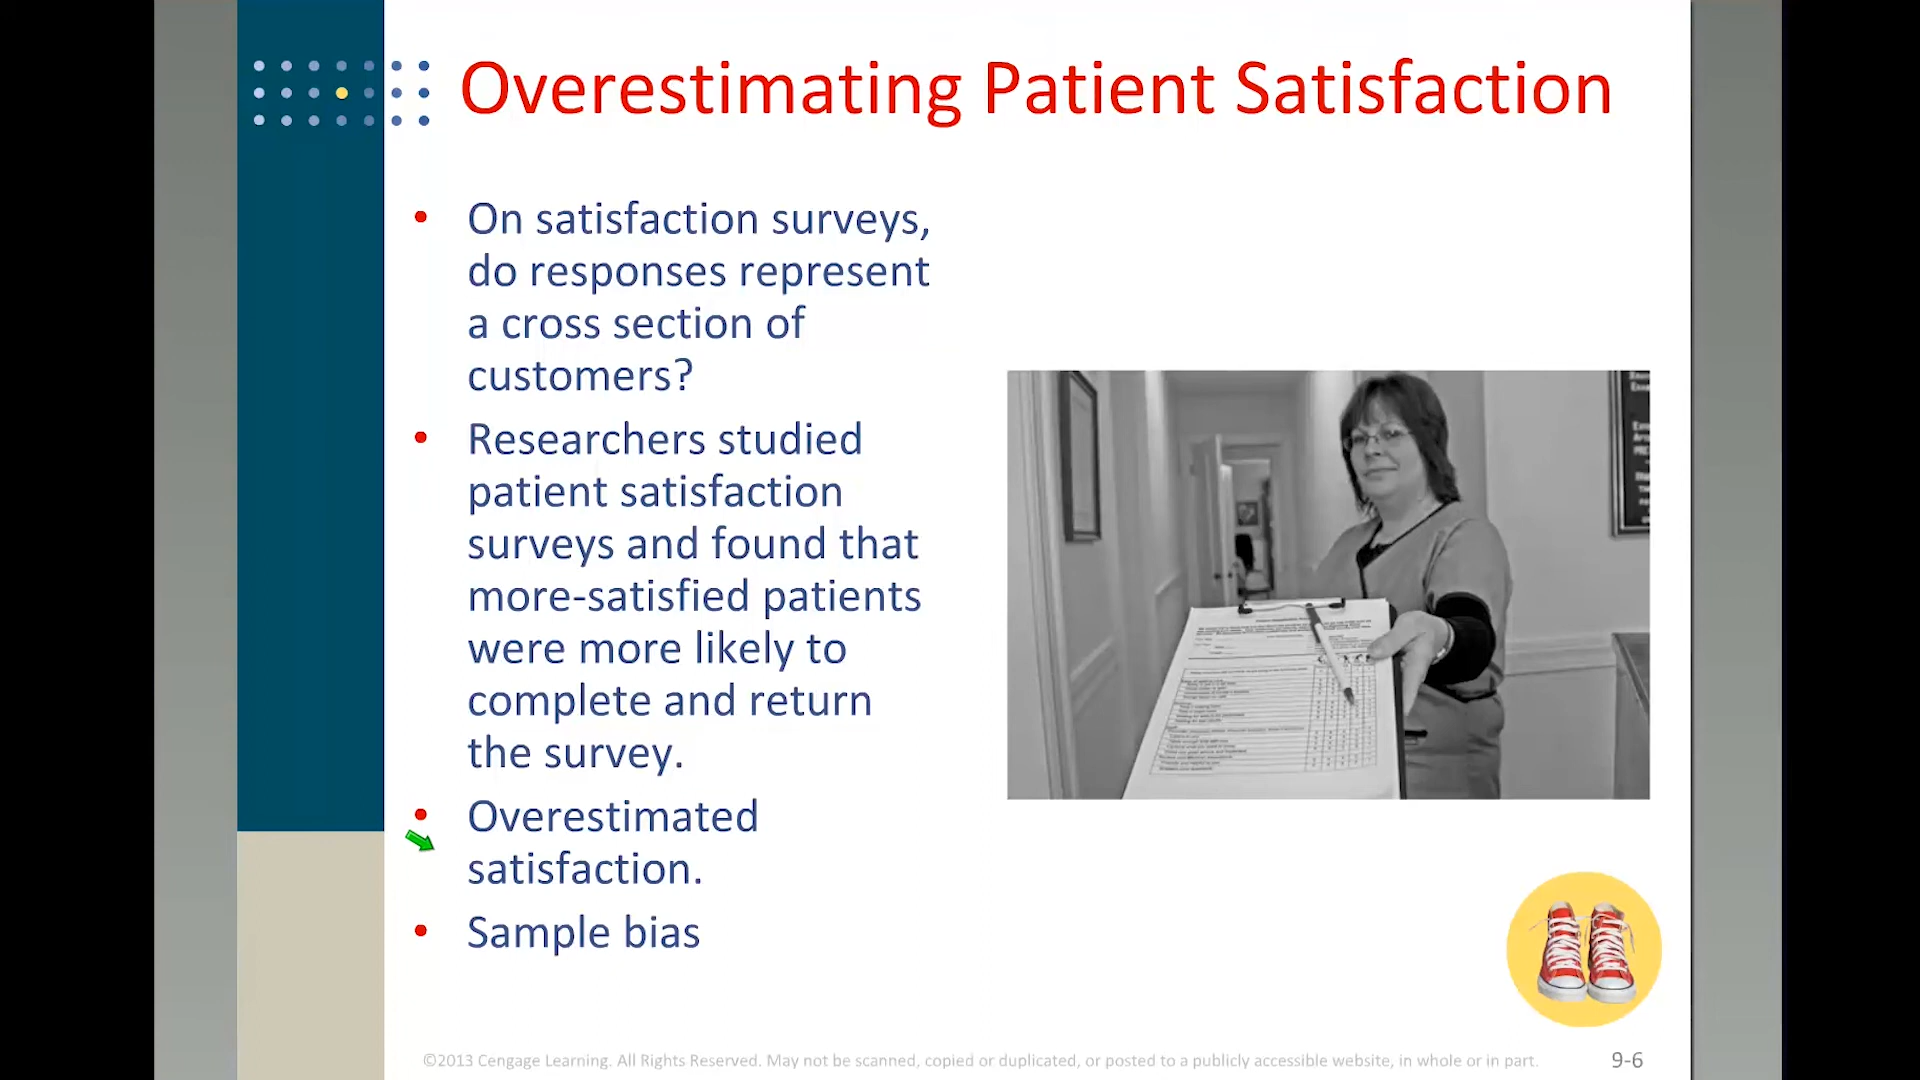 Overestimating Patient Satisfaction
• On satisfaction surveys,
do responses represent
a cross section of
customers?
• Researchers studied
patient satisfaction
surveys and found that
more-satisfied patients
were more likely to
complete and return
the survey.
• Overestimated
satisfaction.
• Sample bias
©2013 Cengage Learning. All Rights Reserved. May not be scanned, copied or duplicated, or posted to a publicly accessible website, in whole or in part.
9-6